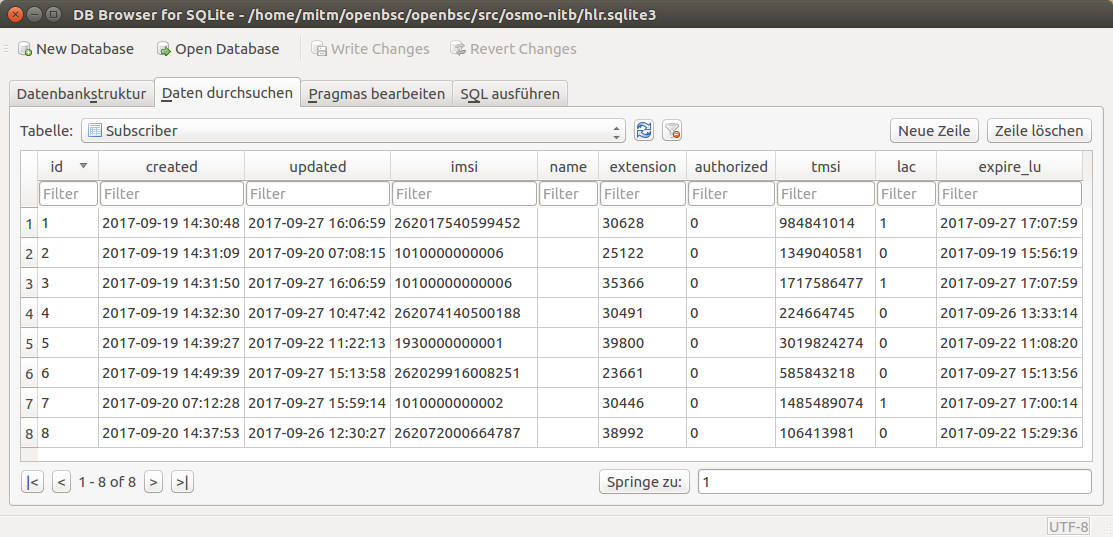 DB Browser for SQLite - /home/mitm/openbsc/openbsc/src/osmo-nitb/hlr.sqlite3
New Database Open Database Write Changes Revert Changes
Datenbankstruktur Daten durchsuchen Pragmas bearbeiten SQL ausführen
Tabelle: Subscriber Neue Zeile Zeile löschen
id created updated imsi name extension authorized tmsi lac expire_lu
Filter Filter Filter Filter Filter Filter Filter Filter Filter Filter
1 1 2017-09-19 14:30:48 2017-09-27 16:06:59 262017540599452 30628 0 984841014 1 2017-09-27 17:07:59
2 2 2017-09-19 14:31:09 2017-09-20 07:08:15 1010000000006 25122 0 1349040581 0 2017-09-19 15:56:19
3 3 2017-09-19 14:31:50 2017-09-27 16:06:59 10100000000006 35366 0 1717586477 1 2017-09-27 17:07:59
4 4 2017-09-19 14:32:30 2017-09-27 10:47:42 262074140500188 30491 0 224664745 0 2017-09-26 13:33:14
5 5 2017-09-19 14:39:27 2017-09-22 11:22:13 1930000000001 39800 0 3019824274 0 2017-09-22 11:08:20
6 6 2017-09-19 14:49:39 2017-09-27 15:13:58 262029916008251 23661 0 585843218 0 2017-09-27 15:13:56
7 7 2017-09-20 07:12:28 2017-09-27 15:59:14 1010000000002 30446 0 1485489074 1 2017-09-27 17:00:14
8 8 2017-09-20 14:37:53 2017-09-26 12:30:27 262072000664787 38992 0 106413981 0 2017-09-22 15:29:36
|< < 1 - 8 of 8 > >| Springe zu: 1
UTF-8